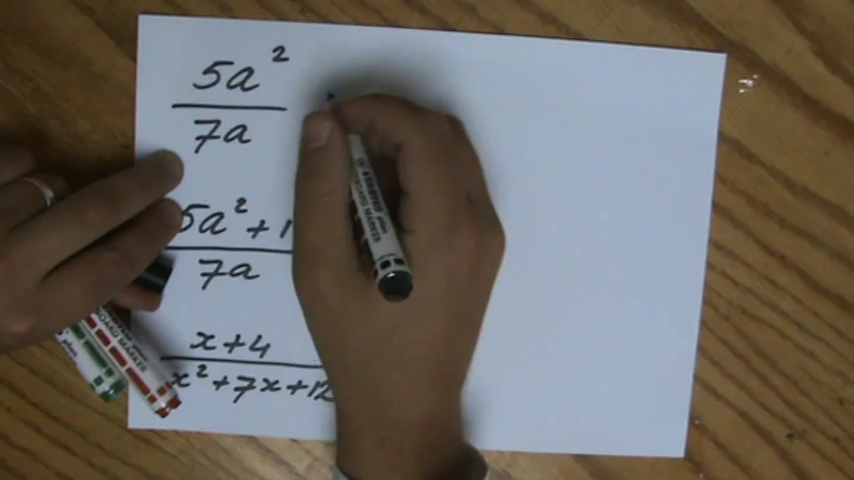 5a²
7a
5a² + 1
7a
x + 4
x² + 7x + 12